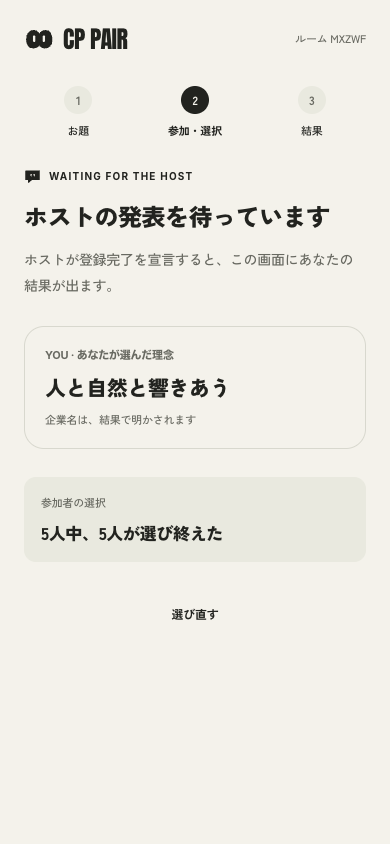 CP PAIR
ルーム MXZWF
1
2
3
お題
参加・選択
結果
WAITING FOR THE HOST
ホストの発表を待っています
ホストが登録完了を宣言すると、この画面にあなたの
結果が出ます。
YOU · あなたが選んだ理念
人と自然と響きあう
企業名は、結果で明かされます
参加者の選択
5人中、5人が選び終えた
選び直す